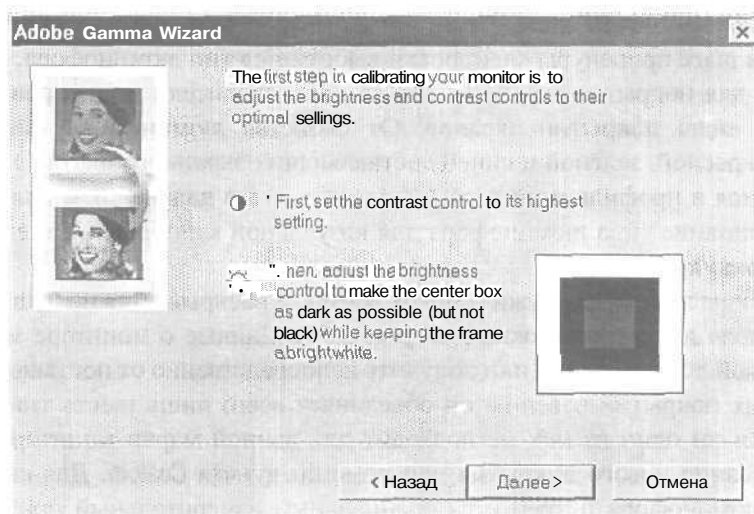 Adobe Gamma Wizard
The first step in calibrating your monitor is to
adjust the brightness and contrast controls to their
optimal sellings.
' First, set the contrast control to its highest
setting.
". hen, adjust the brightness
control to make the center box
as dark as possible (but not
black) while keeping the frame
a bright white.
< Назад
Далее >
Отмена